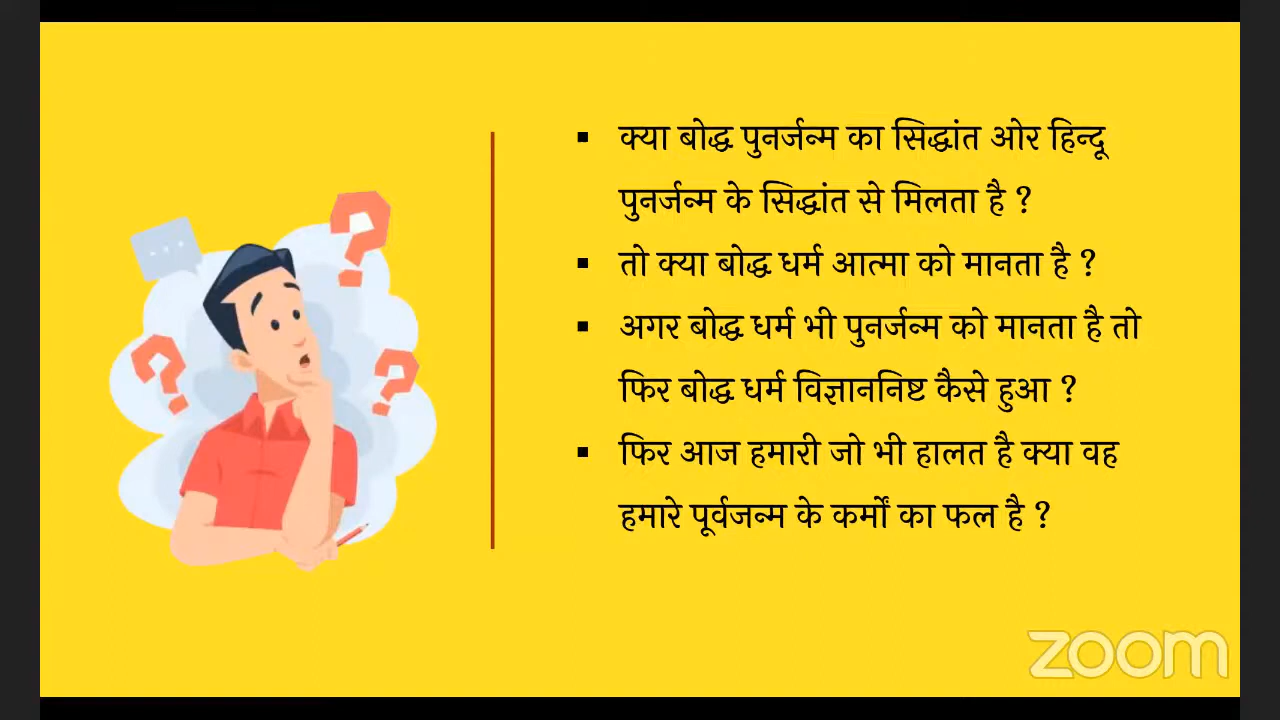 ▪ क्या बोद्ध पुनर्जन्म का सिद्धांत ओर हिन्दू
पुनर्जन्म के सिद्धांत से मिलता है ?
▪ तो क्या बोद्ध धर्म आत्मा को मानता है ?
▪ अगर बोद्ध धर्म भी पुनर्जन्म को मानता है तो
फिर बोद्ध धर्म विज्ञाननिष्ट कैसे हुआ ?
▪ फिर आज हमारी जो भी हालत है क्या वह
हमारे पूर्वजन्म के कर्मों का फल है ?
zoom